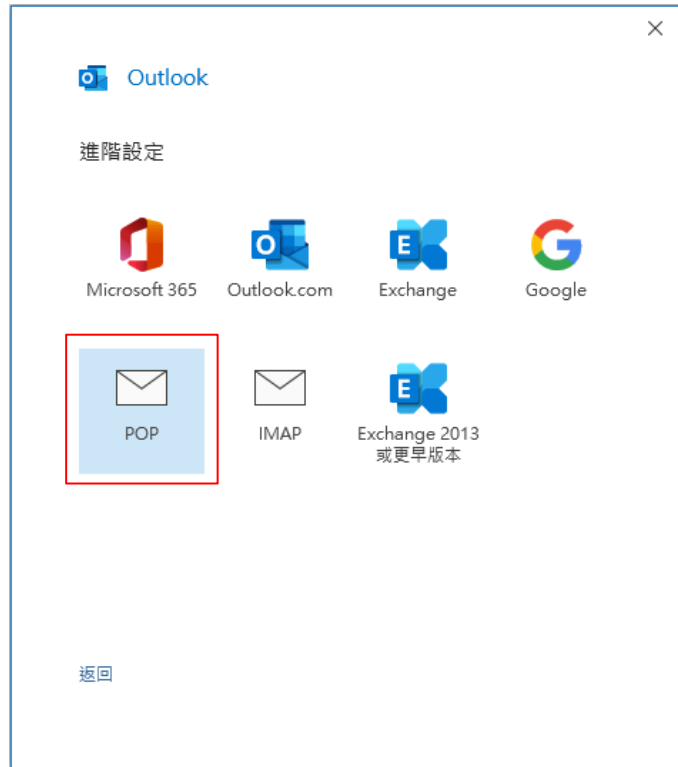 Outlook
進階設定
Microsoft 365
Outlook.com
Exchange
Google
POP
IMAP
Exchange 2013
或更早版本
返回